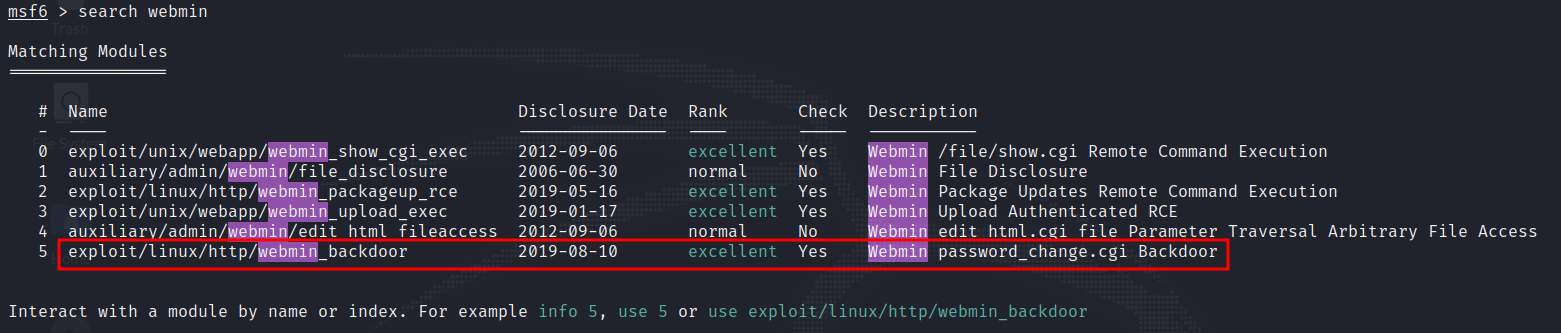 msf6 > search webmin
Trash
Matching Modules
================
# Name Disclosure Date Rank Check Description
- ---- --------------- ---- ----- -----------
0 exploit/unix/webapp/webmin_show_cgi_exec 2012-09-06 excellent Yes Webmin /file/show.cgi Remote Command Execution
1 auxiliary/admin/webmin/file_disclosure 2006-06-30 normal No Webmin File Disclosure
2 exploit/linux/http/webmin_packageup_rce 2019-05-16 excellent Yes Webmin Package Updates Remote Command Execution
3 exploit/unix/webapp/webmin_upload_exec 2019-01-17 excellent Yes Webmin Upload Authenticated RCE
4 auxiliary/admin/webmin/edit_html_fileaccess 2012-09-06 normal No Webmin edit_html.cgi file Parameter Traversal Arbitrary File Access
5 exploit/linux/http/webmin_backdoor 2019-08-10 excellent Yes Webmin password_change.cgi Backdoor
Interact with a module by name or index. For example info 5, use 5 or use exploit/linux/http/webmin_backdoor